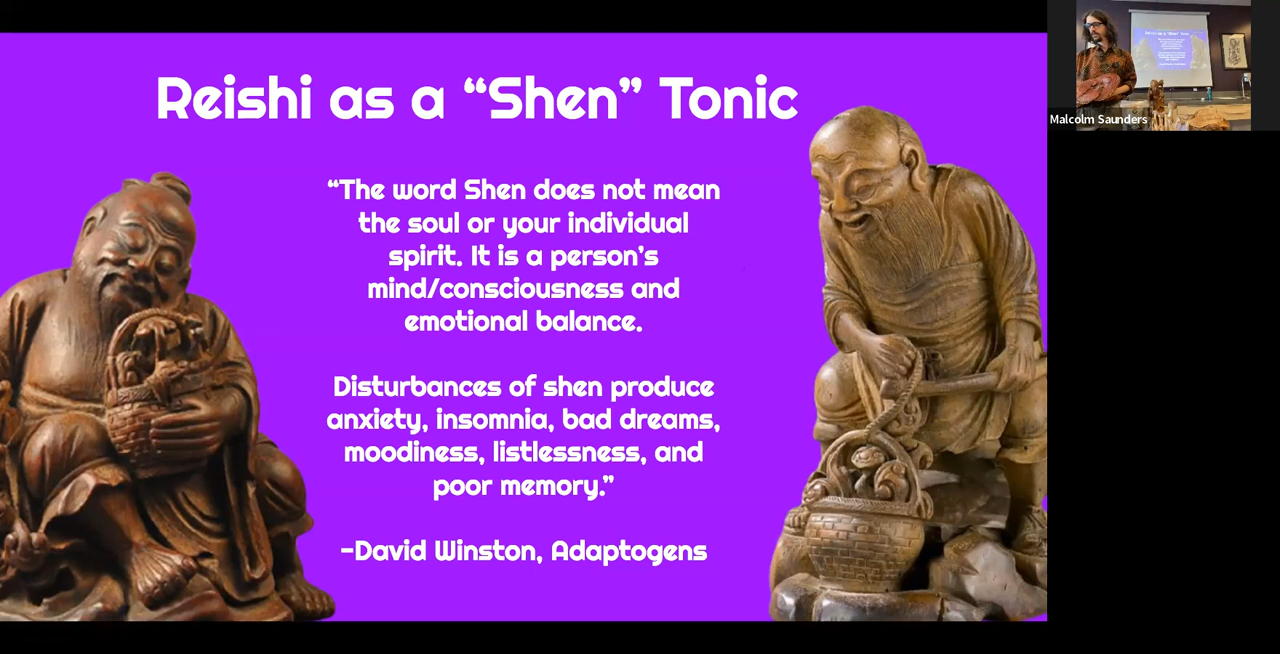 Reishi as a “Shen” Tonic
“The word Shen does not mean
the soul or your individual
spirit. It is a person’s
mind/consciousness and
emotional balance.
Disturbances of shen produce
anxiety, insomnia, bad dreams,
moodiness, listlessness, and
poor memory.”
-David Winston, Adaptogens
Malcolm Saunders